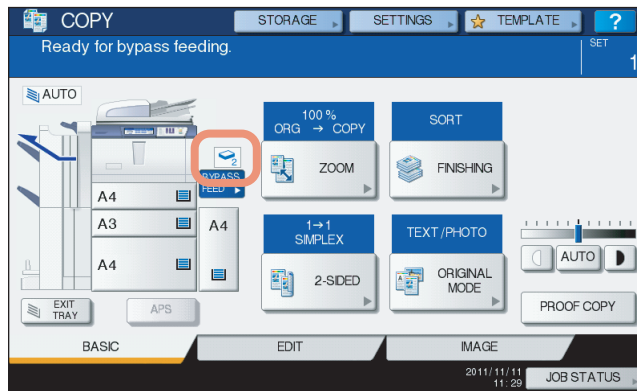 COPY
STORAGE
SETTINGS
TEMPLATE
?
Ready for bypass feeding.
SET
1
AUTO
100 %
ORG → COPY
SORT
2
ZOOM
FINISHING
BYPASS
FEED
A4
A3
A4
A4
1→1
SIMPLEX
TEXT/PHOTO
2-SIDED
ORIGINAL
MODE
AUTO
EXIT
TRAY
APS
PROOF COPY
BASIC
EDIT
IMAGE
2011/11/11
11:29
JOB STATUS